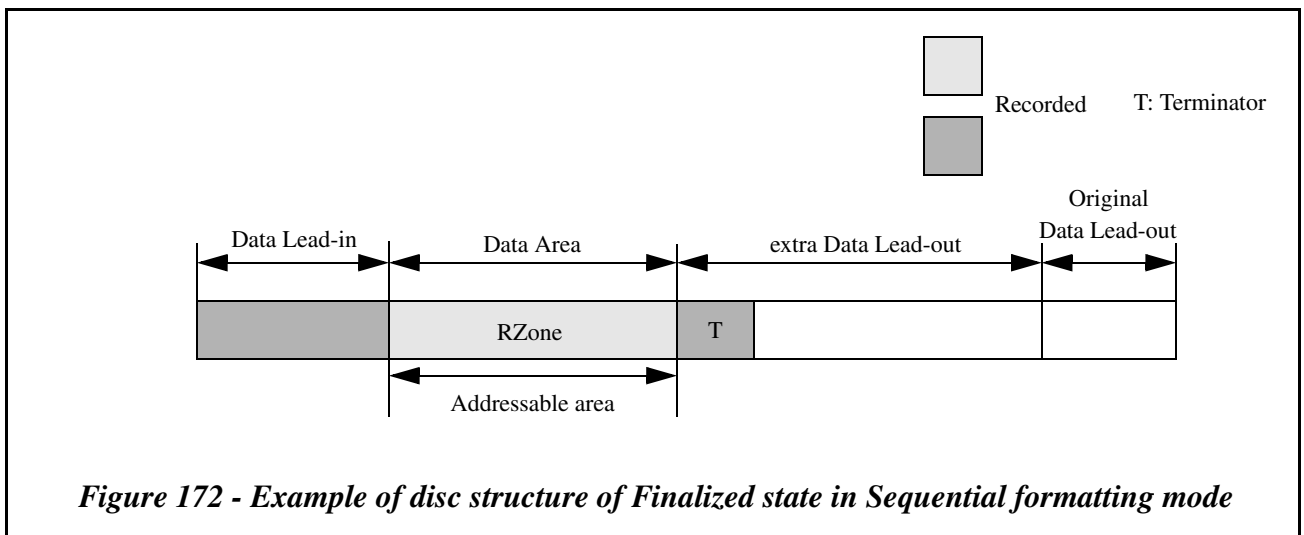 Recorded
T: Terminator
Original
Data Lead-out
Data Lead-in
Data Area
extra Data Lead-out
RZone
T
Addressable area
Figure 172 - Example of disc structure of Finalized state in Sequential formatting mode